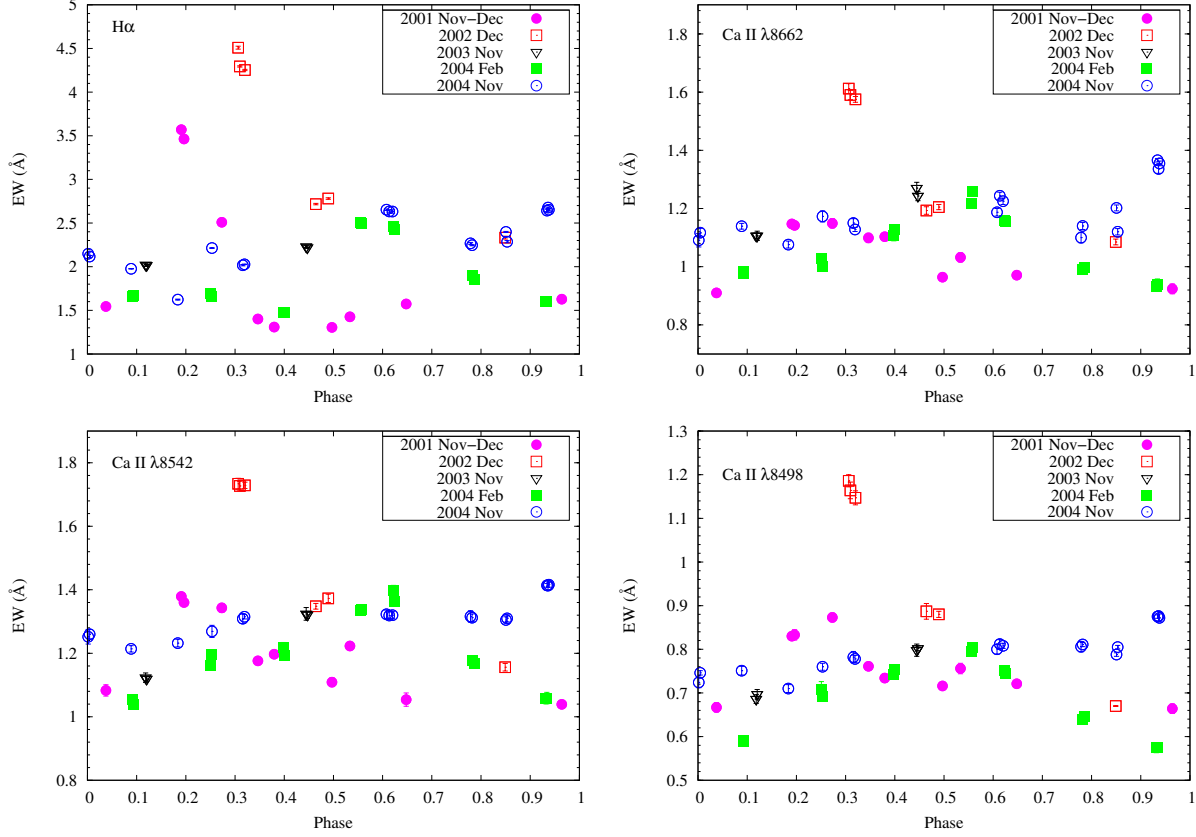 Hα
2001 Nov−Dec
2002 Dec
2003 Nov
2004 Feb
2004 Nov
EW (Å)
5
4.5
4
3.5
3
2.5
2
1.5
1
0 0.1 0.2 0.3 0.4 0.5 0.6 0.7 0.8 0.9 1
Phase
Ca II λ8662
2001 Nov−Dec
2002 Dec
2003 Nov
2004 Feb
2004 Nov
EW (Å)
1.8
1.6
1.4
1.2
1
0.8
0 0.1 0.2 0.3 0.4 0.5 0.6 0.7 0.8 0.9 1
Phase
Ca II λ8542
2001 Nov−Dec
2002 Dec
2003 Nov
2004 Feb
2004 Nov
EW (Å)
1.8
1.6
1.4
1.2
1
0.8
0 0.1 0.2 0.3 0.4 0.5 0.6 0.7 0.8 0.9 1
Phase
Ca II λ8498
2001 Nov−Dec
2002 Dec
2003 Nov
2004 Feb
2004 Nov
EW (Å)
1.3
1.2
1.1
1
0.9
0.8
0.7
0.6
0.5
0 0.1 0.2 0.3 0.4 0.5 0.6 0.7 0.8 0.9 1
Phase